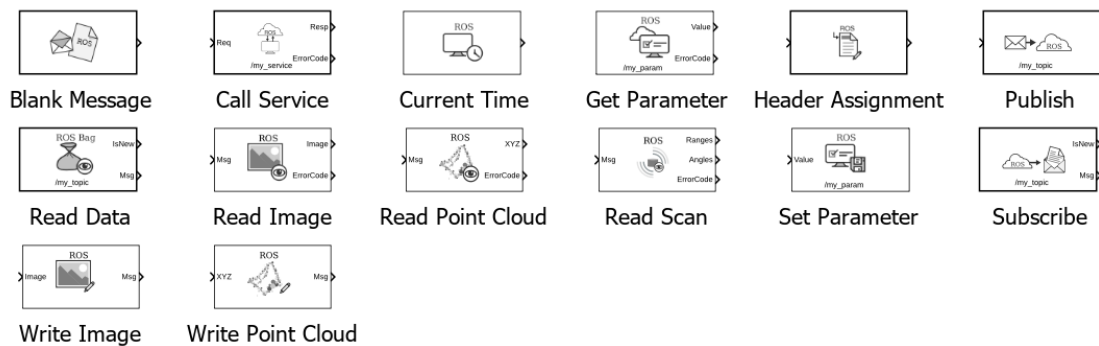 ROS
Req
ROS
Resp
ErrorCode
/my_service
ROS
ROS
Value
ErrorCode
/my_param
ROS
ROS
/my_topic
Blank Message
Call Service
Current Time
Get Parameter
Header Assignment
Publish
ROS Bag
IsNew
Msg
/my_topic
Msg
ROS
Image
ErrorCode
Msg
ROS
XYZ
ErrorCode
Msg
ROS
Ranges
Angles
ErrorCode
Value
ROS
/my_param
ROS
IsNew
Msg
/my_topic
Read Data
Read Image
Read Point Cloud
Read Scan
Set Parameter
Subscribe
Image
ROS
Msg
XYZ
ROS
Msg
Write Image
Write Point Cloud